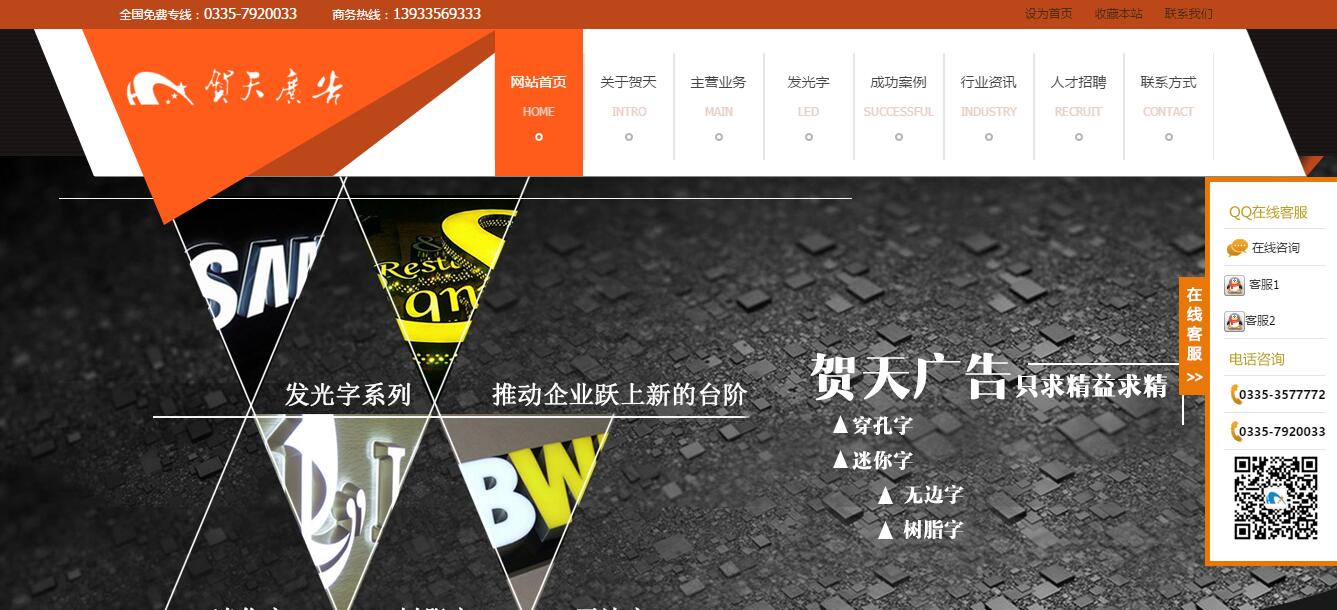 全国免费专线：0335-7920033 商务热线：13933569333
设为首页 收藏本站 联系我们
贺天廣告
网站首页 关于贺天 主营业务 发光字 成功案例 行业资讯 人才招聘 联系方式
HOME INTRO MAIN LED SUCCESSFUL INDUSTRY RECRUIT CONTACT
QQ在线客服
在线咨询
客服1
客服2
电话咨询
0335-3577772
0335-7920033
在线客服
>>
SAM
Resta
BW
发光字系列 推动企业跃上新的台阶
贺天广告 只求精益求精
穿孔字
迷你字
无边字
树脂字